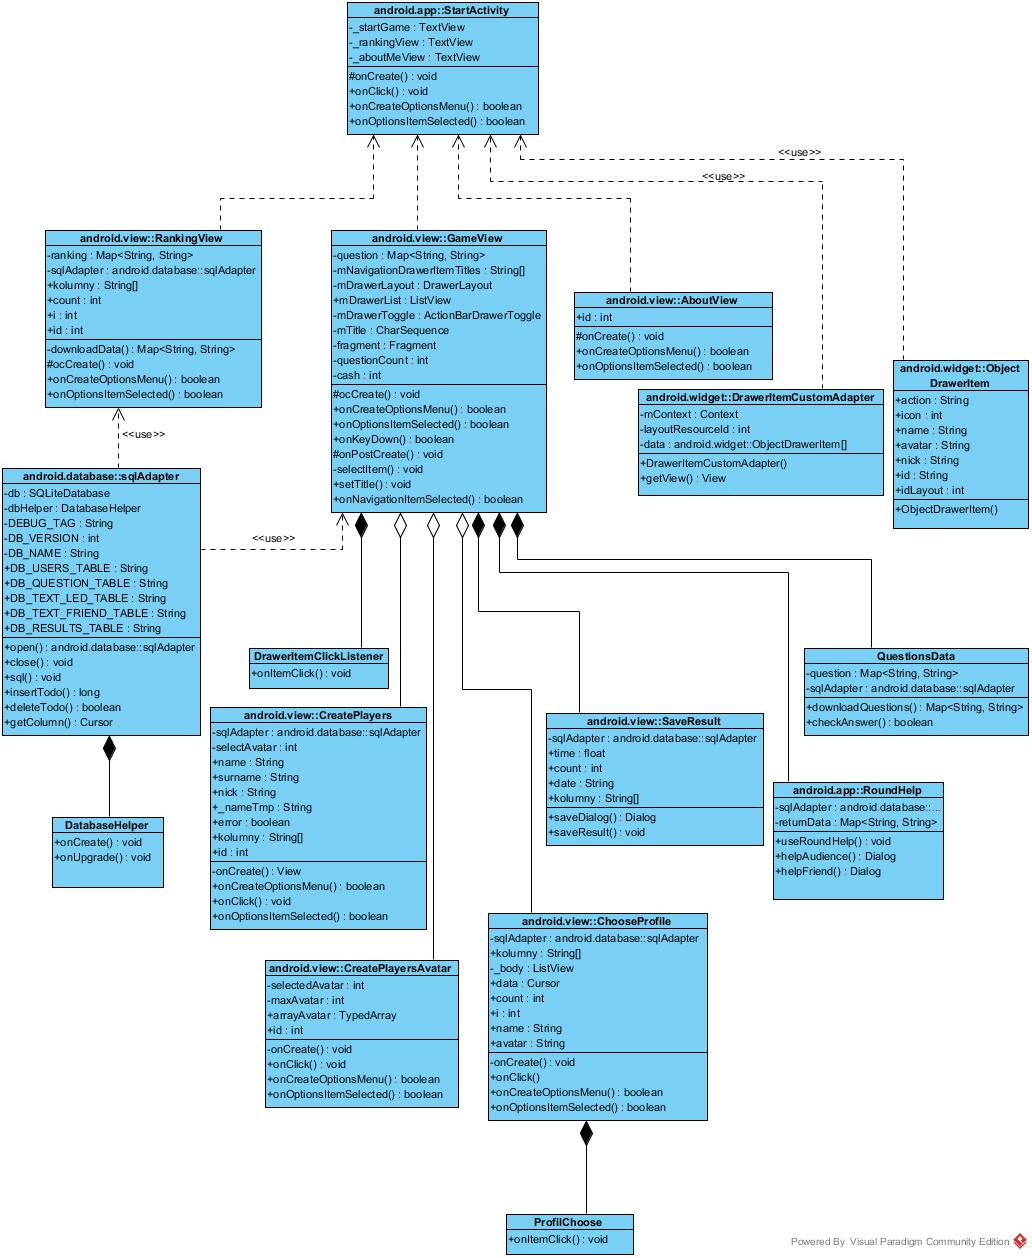 android.app::StartActivity
-_startGame : TextView
-_rankingView : TextView
-_aboutMeView : TextView
#onCreate() : void
+onClick() : void
+onCreateOptionsMenu() : boolean
+onOptionsItemSelected() : boolean
<<use>>
<<use>>
android.view::RankingView
-ranking : Map<String, String>
-sqlAdapter : android.database::sqlAdapter
+kolumny : String[]
+count : int
+i : int
+id : int
-downloadData() : Map<String, String>
#ocCreate() : void
+onCreateOptionsMenu() : boolean
+onOptionsItemSelected() : boolean
android.view::GameView
-question : Map<String, String>
-mNavigationDrawerItemTitles : String[]
-mDrawerLayout : DrawerLayout
+mDrawerList : ListView
-mDrawerToggle : ActionBarDrawerToggle
-mTitle : CharSequence
-fragment : Fragment
-questionCount : int
-cash : int
#ocCreate() : void
+onCreateOptionsMenu() : boolean
+onOptionsItemSelected() : boolean
+onKeyDown() : boolean
#onPostCreate() : void
-selectItem() : void
+setTitle() : void
+onNavigationItemSelected() : boolean
android.view::AboutView
+id : int
#onCreate() : void
+onCreateOptionsMenu() : boolean
+onOptionsItemSelected() : boolean
android.widget::DrawerItemCustomAdapter
-mContext : Context
-layoutResourceId : int
-data : android.widget::ObjectDrawerItem[]
+DrawerItemCustomAdapter()
+getView() : View
android.widget::Object
DrawerItem
+action : String
+icon : int
+name : String
+avatar : String
+nick : String
+id : String
+idLayout : int
+ObjectDrawerItem()
<<use>>
android.database::sqlAdapter
-db : SQLiteDatabase
-dbHelper : DatabaseHelper
-DEBUG_TAG : String
-DB_VERSION : int
-DB_NAME : String
+DB_USERS_TABLE : String
+DB_QUESTION_TABLE : String
+DB_TEXT_LED_TABLE : String
+DB_TEXT_FRIEND_TABLE : String
+DB_RESULTS_TABLE : String
+open() : android.database::sqlAdapter
+close() : void
+sql() : void
+insertTodo() : long
+deleteTodo() : boolean
+getColumn() : Cursor
<<use>>
DrawerItemClickListener
+onItemClick() : void
QuestionsData
-question : Map<String, String>
-sqlAdapter : android.database::sqlAdapter
+downloadQuestions() : Map<String, String>
+checkAnswer() : boolean
android.view::CreatePlayers
-sqlAdapter : android.database::sqlAdapter
-selectAvatar : int
+name : String
+surname : String
+nick : String
+_nameTmp : String
+error : boolean
+kolumny : String[]
+id : int
-onCreate() : View
+onCreateOptionsMenu() : boolean
+onClick() : void
+onOptionsItemSelected() : boolean
android.view::SaveResult
-sqlAdapter : android.database::sqlAdapter
+time : float
+count : int
+date : String
+kolumny : String[]
+saveDialog() : Dialog
+saveResult() : void
android.app::RoundHelp
-sqlAdapter : android.database::...
-returnData : Map<String, String>
+useRoundHelp() : void
+helpAudience() : Dialog
+helpFriend() : Dialog
DatabaseHelper
+onCreate() : void
+onUpgrade() : void
android.view::ChooseProfile
-sqlAdapter : android.database::sqlAdapter
+kolumny : String[]
-_body : ListView
+data : Cursor
+count : int
+i : int
+name : String
+avatar : String
-onCreate() : void
+onClick()
+onCreateOptionsMenu() : boolean
+onOptionsItemSelected() : boolean
android.view::CreatePlayersAvatar
-selectedAvatar : int
-maxAvatar : int
+arrayAvatar : TypedArray
+id : int
-onCreate() : void
+onClick() : void
+onCreateOptionsMenu() : boolean
+onOptionsItemSelected() : boolean
ProfilChoose
+onItemClick() : void
Powered By Visual Paradigm Community Edition